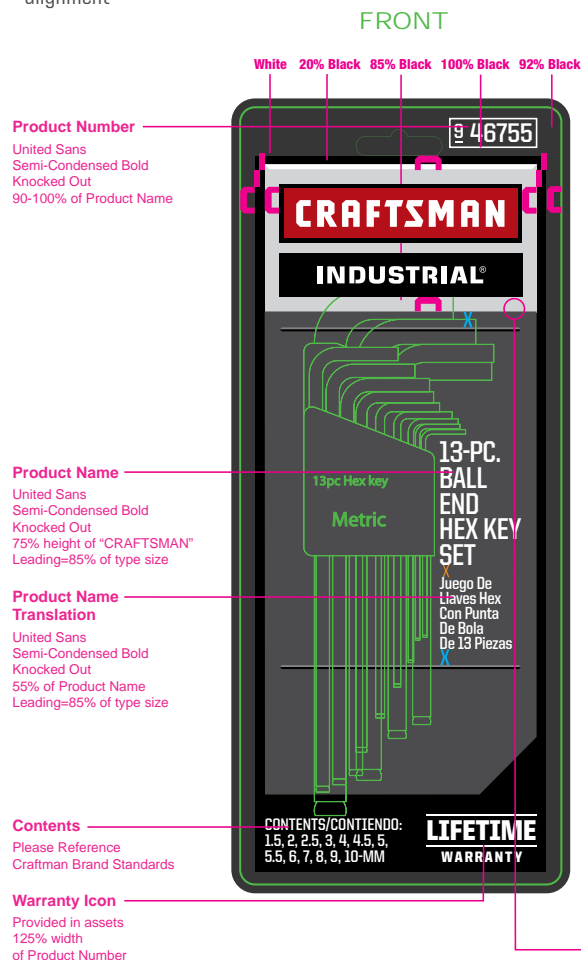 alignment
FRONT
White 20% Black 85% Black 100% Black 92% Black
Product Number
United Sans
Semi-Condensed Bold
Knocked Out
90-100% of Product Name
9 46755
CRAFTSMAN
INDUSTRIAL®
X
Product Name
United Sans
Semi-Condensed Bold
Knocked Out
75% height of “CRAFTSMAN”
Leading=85% of type size
13pc Hex key
Metric
13-PC.
BALL
END
HEX KEY
SET
X
Product Name
Translation
United Sans
Semi-Condensed Bold
Knocked Out
55% of Product Name
Leading=85% of type size
Juego De
Llaves Hex
Con Punta
De Bola
De 13 Piezas
X
Contents
Please Reference
Craftman Brand Standards
CONTENTS/CONTIENDO:
1.5, 2, 2.5, 3, 4, 4.5, 5,
5.5, 6, 7, 8, 9, 10-MM
LIFETIME
WARRANTY
Warranty Icon
Provided in assets
125% width
of Product Number